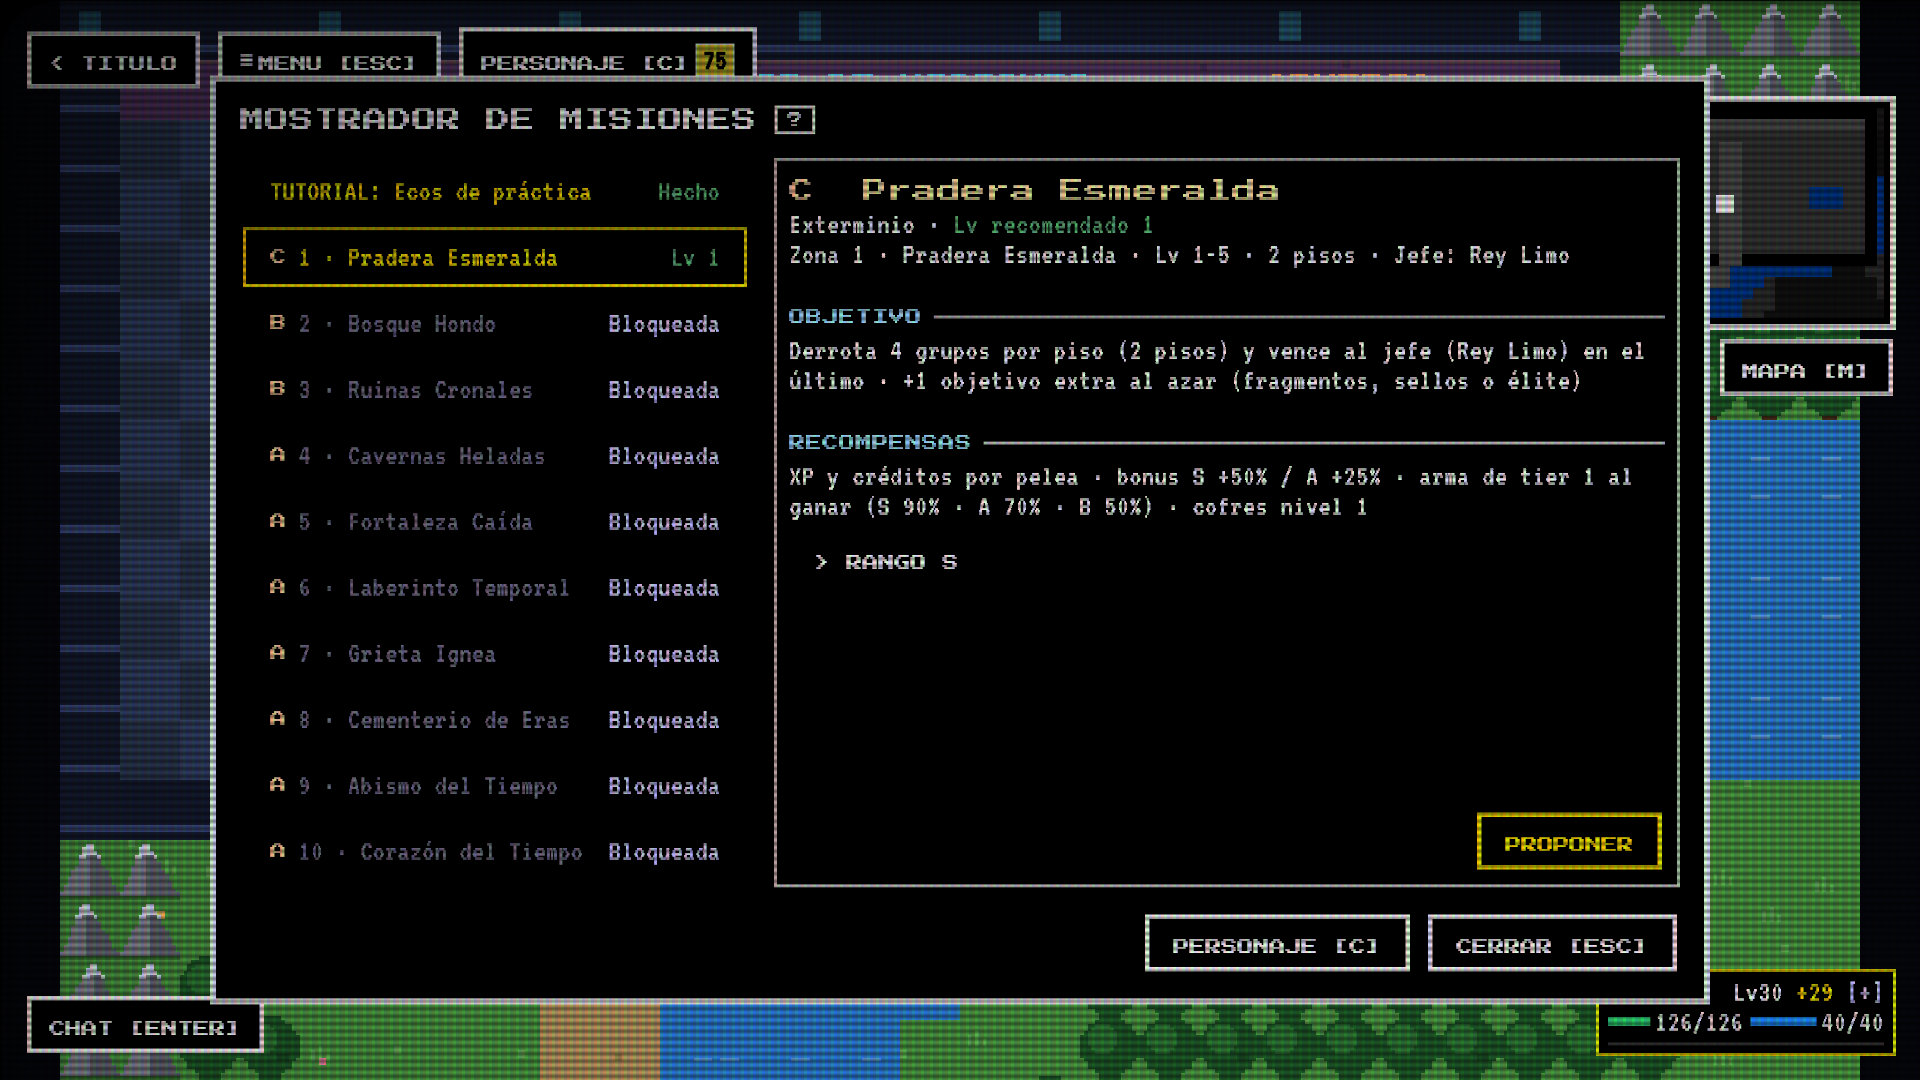 < TITULO
≡MENU [ESC]
PERSONAJE [C] 75
MOSTRADOR DE MISIONES ?
TUTORIAL: Ecos de práctica Hecho
C 1 · Pradera Esmeralda Lv 1
B 2 · Bosque Hondo Bloqueada
B 3 · Ruinas Cronales Bloqueada
A 4 · Cavernas Heladas Bloqueada
A 5 · Fortaleza Caída Bloqueada
A 6 · Laberinto Temporal Bloqueada
A 7 · Grieta Ignea Bloqueada
A 8 · Cementerio de Eras Bloqueada
A 9 · Abismo del Tiempo Bloqueada
A 10 · Corazón del Tiempo Bloqueada
C Pradera Esmeralda
Exterminio · Lv recomendado 1
Zona 1 · Pradera Esmeralda · Lv 1-5 · 2 pisos · Jefe: Rey Limo
OBJETIVO
Derrota 4 grupos por piso (2 pisos) y vence al jefe (Rey Limo) en el
último · +1 objetivo extra al azar (fragmentos, sellos o élite)
RECOMPENSAS
XP y créditos por pelea · bonus S +50% / A +25% · arma de tier 1 al
ganar (S 90% · A 70% · B 50%) · cofres nivel 1
> RANGO S
PROPONER
PERSONAJE [C]
CERRAR [ESC]
MAPA [M]
CHAT [ENTER]
Lv30 +29 [+]
126/126 40/40